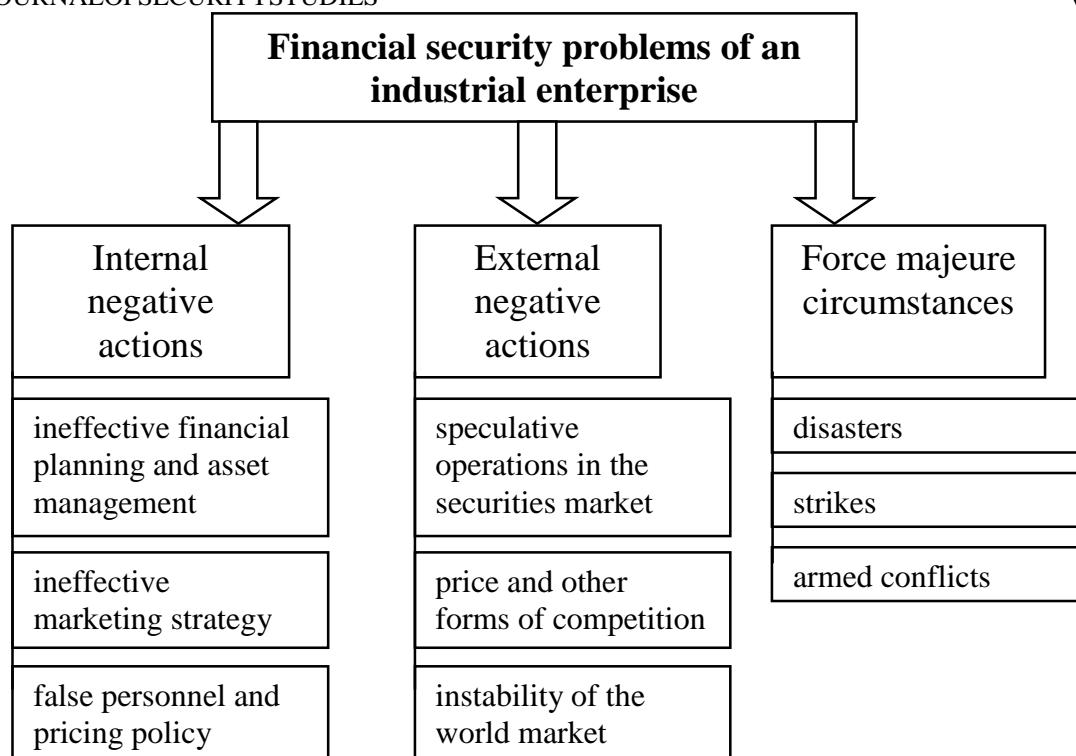 Financial security problems of an
industrial enterprise
Internal
negative
actions
ineffective financial
planning and asset
management
ineffective
marketing strategy
false personnel and
pricing policy
External
negative
actions
speculative
operations in the
securities market
price and other
forms of competition
instability of the
world market
Force majeure
circumstances
disasters
strikes
armed conflicts